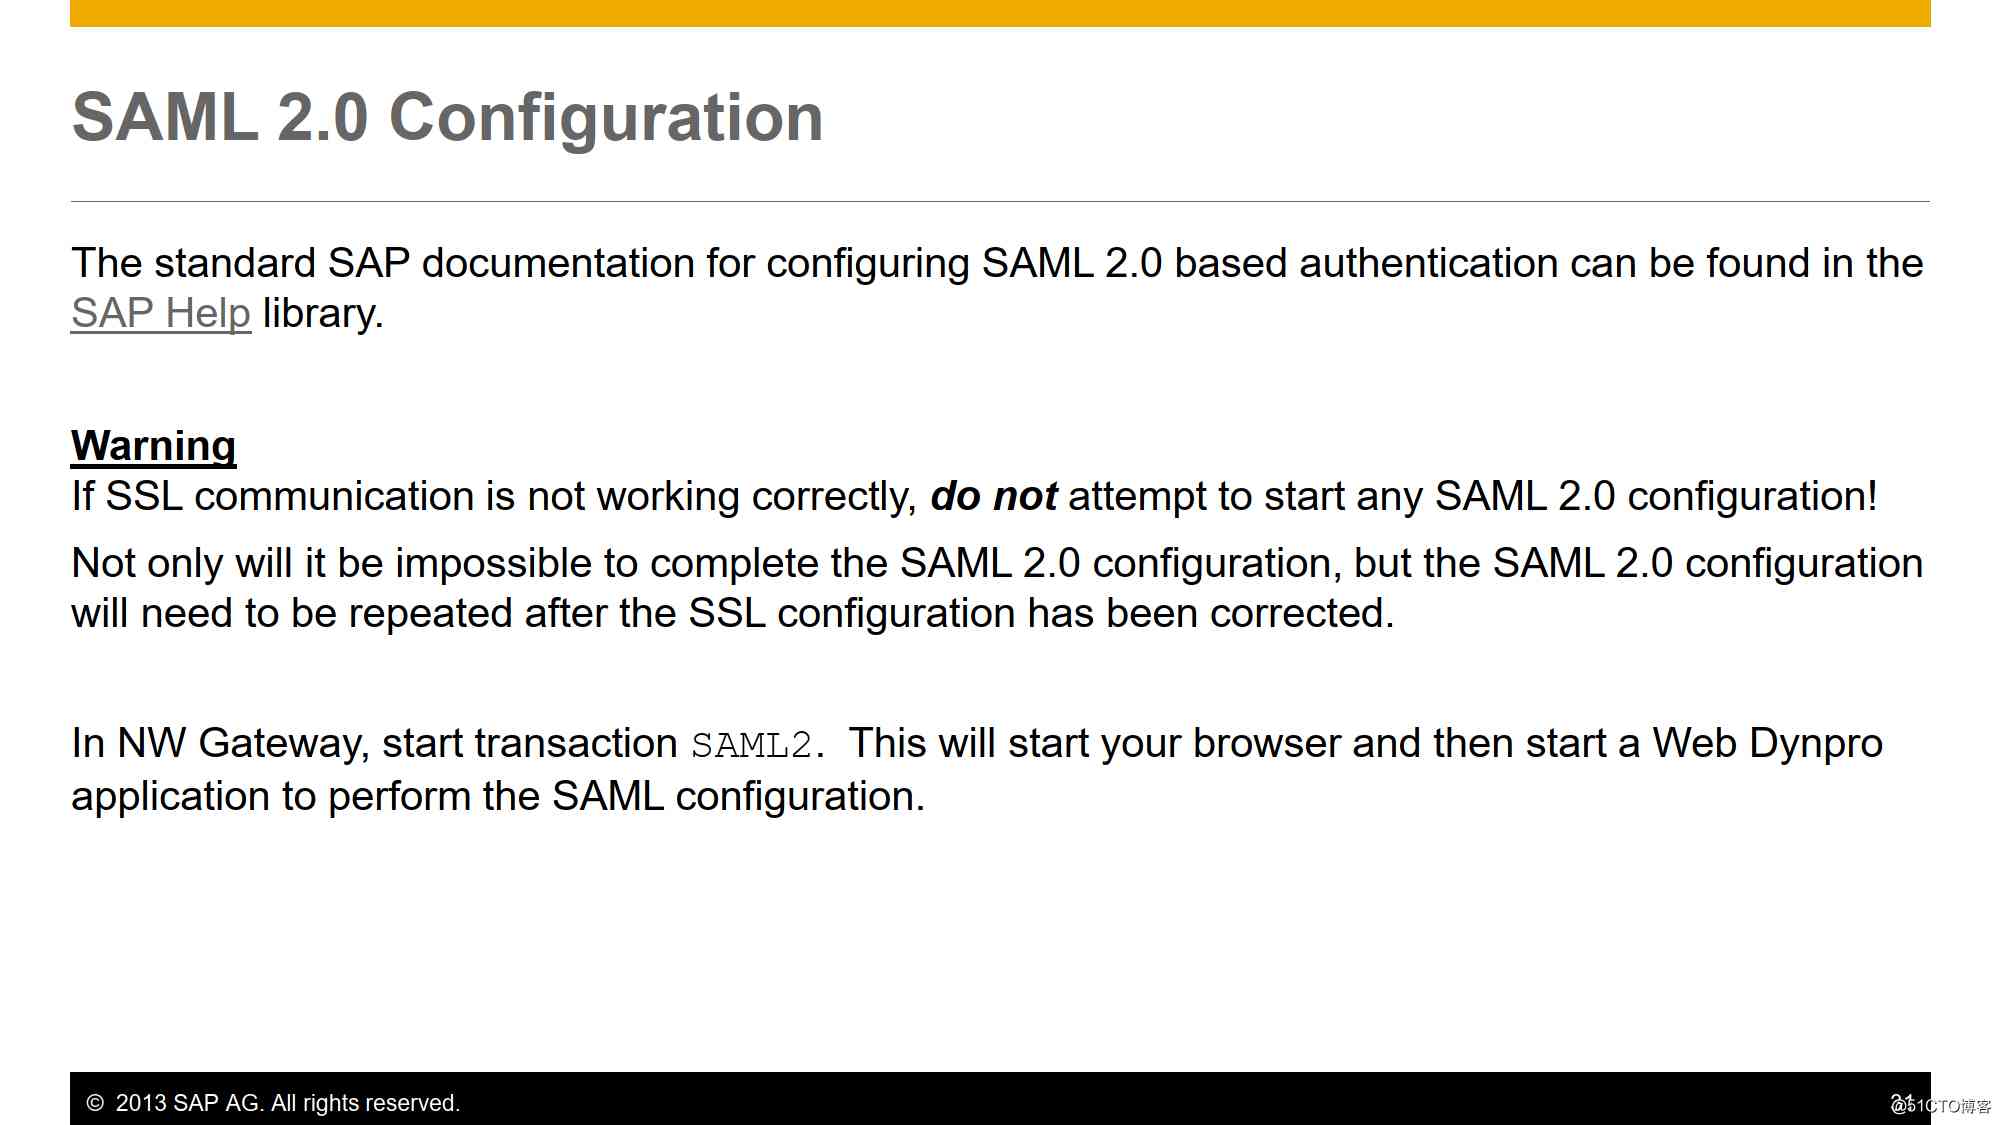 SAML 2.0 Configuration
The standard SAP documentation for configuring SAML 2.0 based authentication can be found in the
SAP Help library.
Warning
If SSL communication is not working correctly, do not attempt to start any SAML 2.0 configuration!
Not only will it be impossible to complete the SAML 2.0 configuration, but the SAML 2.0 configuration
will need to be repeated after the SSL configuration has been corrected.
In NW Gateway, start transaction SAML2.  This will start your browser and then start a Web Dynpro
application to perform the SAML configuration.
©  2013 SAP AG. All rights reserved.
@51CTO博客